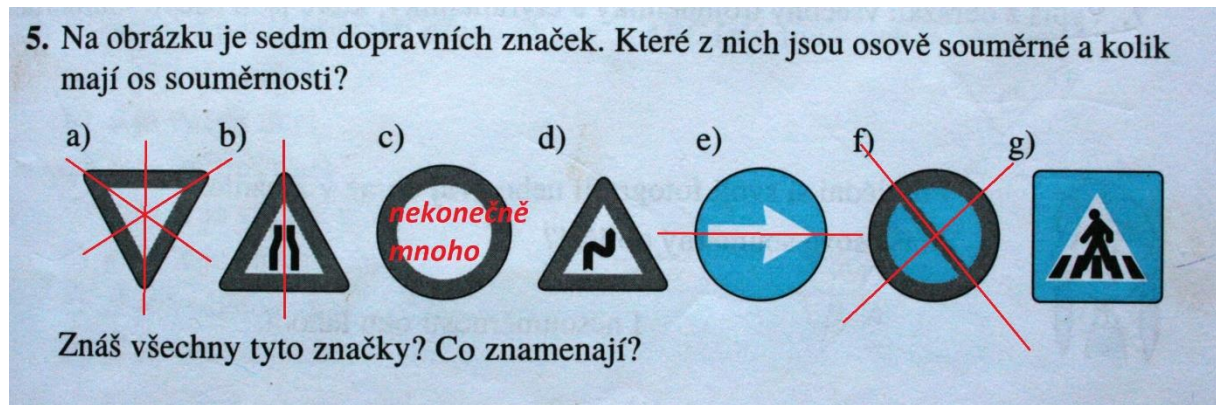 5. Na obrázku je sedm dopravních značek. Které z nich jsou osově souměrné a kolik
mají os souměrnosti?
a) b) c) d) e) f) g)
nekonečně
mnoho
Znáš všechny tyto značky? Co znamenají?